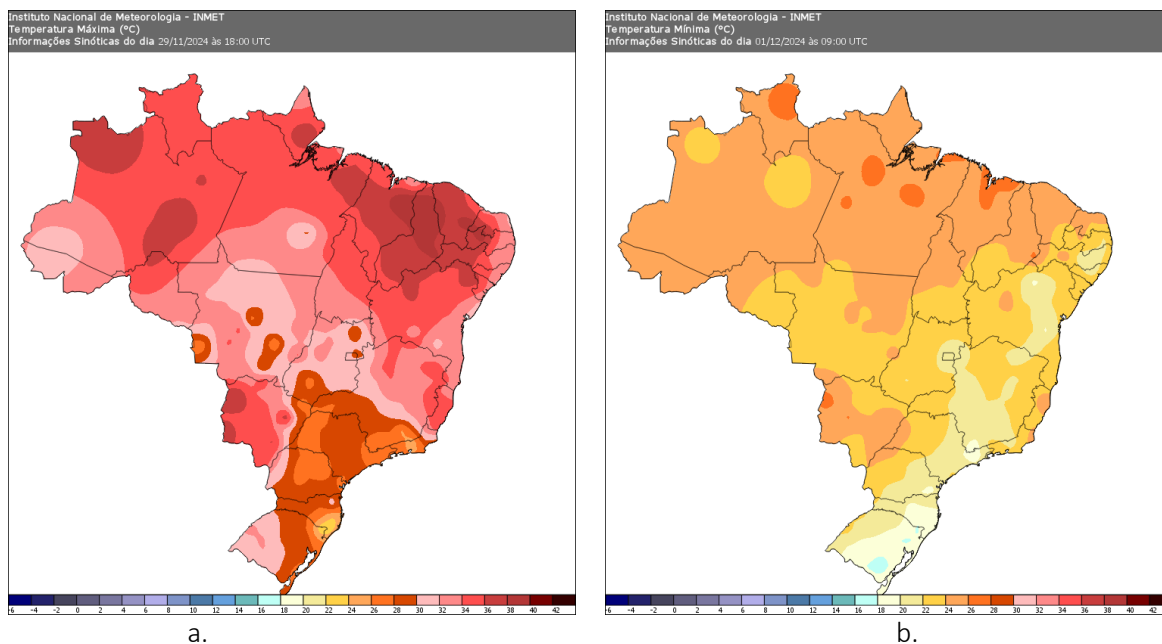 Instituto Nacional de Meteorologia - INMET
Temperatura Máxima (°C)
Informações Sinóticas do dia 29/11/2024 às 18:00 UTC
-6 -4 -2 0 2 4 6 8 10 12 14 16 18 20 22 24 26 28 30 32 34 36 38 40 42
a.
Instituto Nacional de Meteorologia - INMET
Temperatura Mínima (°C)
Informações Sinóticas do dia 01/12/2024 às 09:00 UTC
-6 -4 -2 0 2 4 6 8 10 12 14 16 18 20 22 24 26 28 30 32 34 36 38 40 42
b.